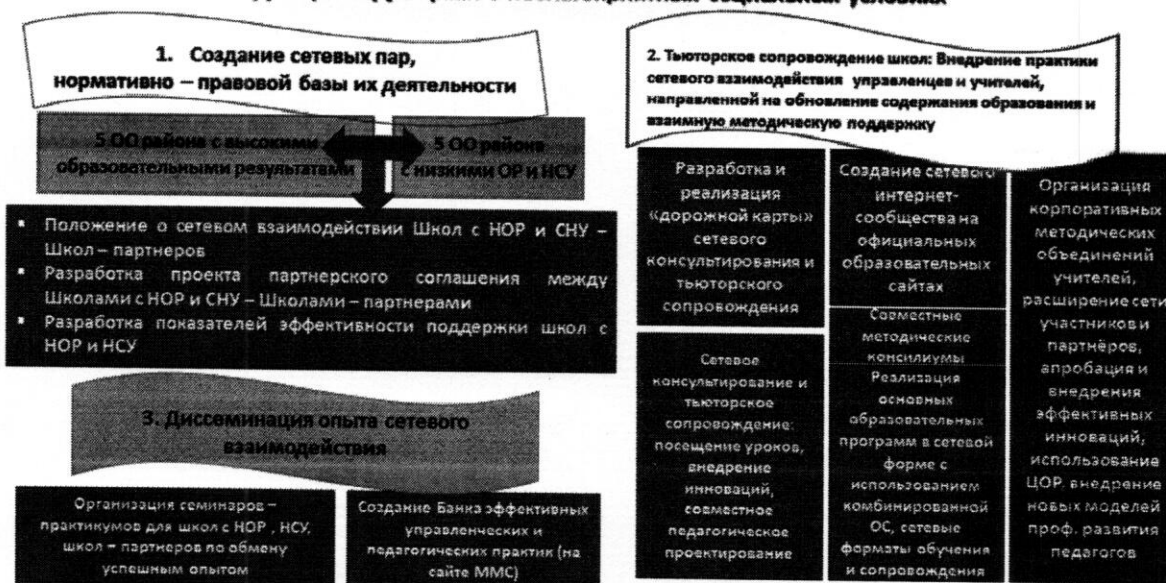 социальных условиях
1. Создание сетевых пар,
нормативно – правовой базы их деятельности
5 ОО района с высокими
образовательными результатами
5 ОО района
с низкими ОР и НСУ
▪ Положение о сетевом взаимодействии Школ с НОР и СНУ –
Школ – партнеров
▪ Разработка проекта партнерского соглашения между
Школами с НОР и СНУ – Школами – партнерами
▪ Разработка показателей эффективности поддержки школ с
НОР и НСУ
3. Диссеминация опыта сетевого
взаимодействия
Организация семинаров –
практикумов для школ с НОР , НСУ,
школ – партнеров по обмену
успешным опытом
Создание Банка эффективных
управленческих и
педагогических практик (на
сайте ММС)
2. Тьюторское сопровождение школ: Внедрение практики
сетевого взаимодействия управленцев и учителей,
направленной на обновление содержания образования и
взаимную методическую поддержку
Разработка и
реализация
«дорожной карты»
сетевого
консультирования и
тьюторского
сопровождения
Сетевое
консультирование и
тьюторское
сопровождение:
посещение уроков,
внедрение
инноваций,
совместное
педагогическое
проектирование
Создание сетевого
интернет-
сообщества на
официальных
образовательных
сайтах
Совместные
методические
консилиумы
Реализация
основных
образовательных
программ в сетевой
форме с
использованием
комбинированной
ОС, сетевые
форматы обучения
и сопровождения
Организация
корпоративных
методических
объединений
учителей,
расширение сети
участников и
партнёров,
апробация и
внедрения
эффективных
инноваций,
использование
ЦОР, внедрение
новых моделей
проф. развития
педагогов